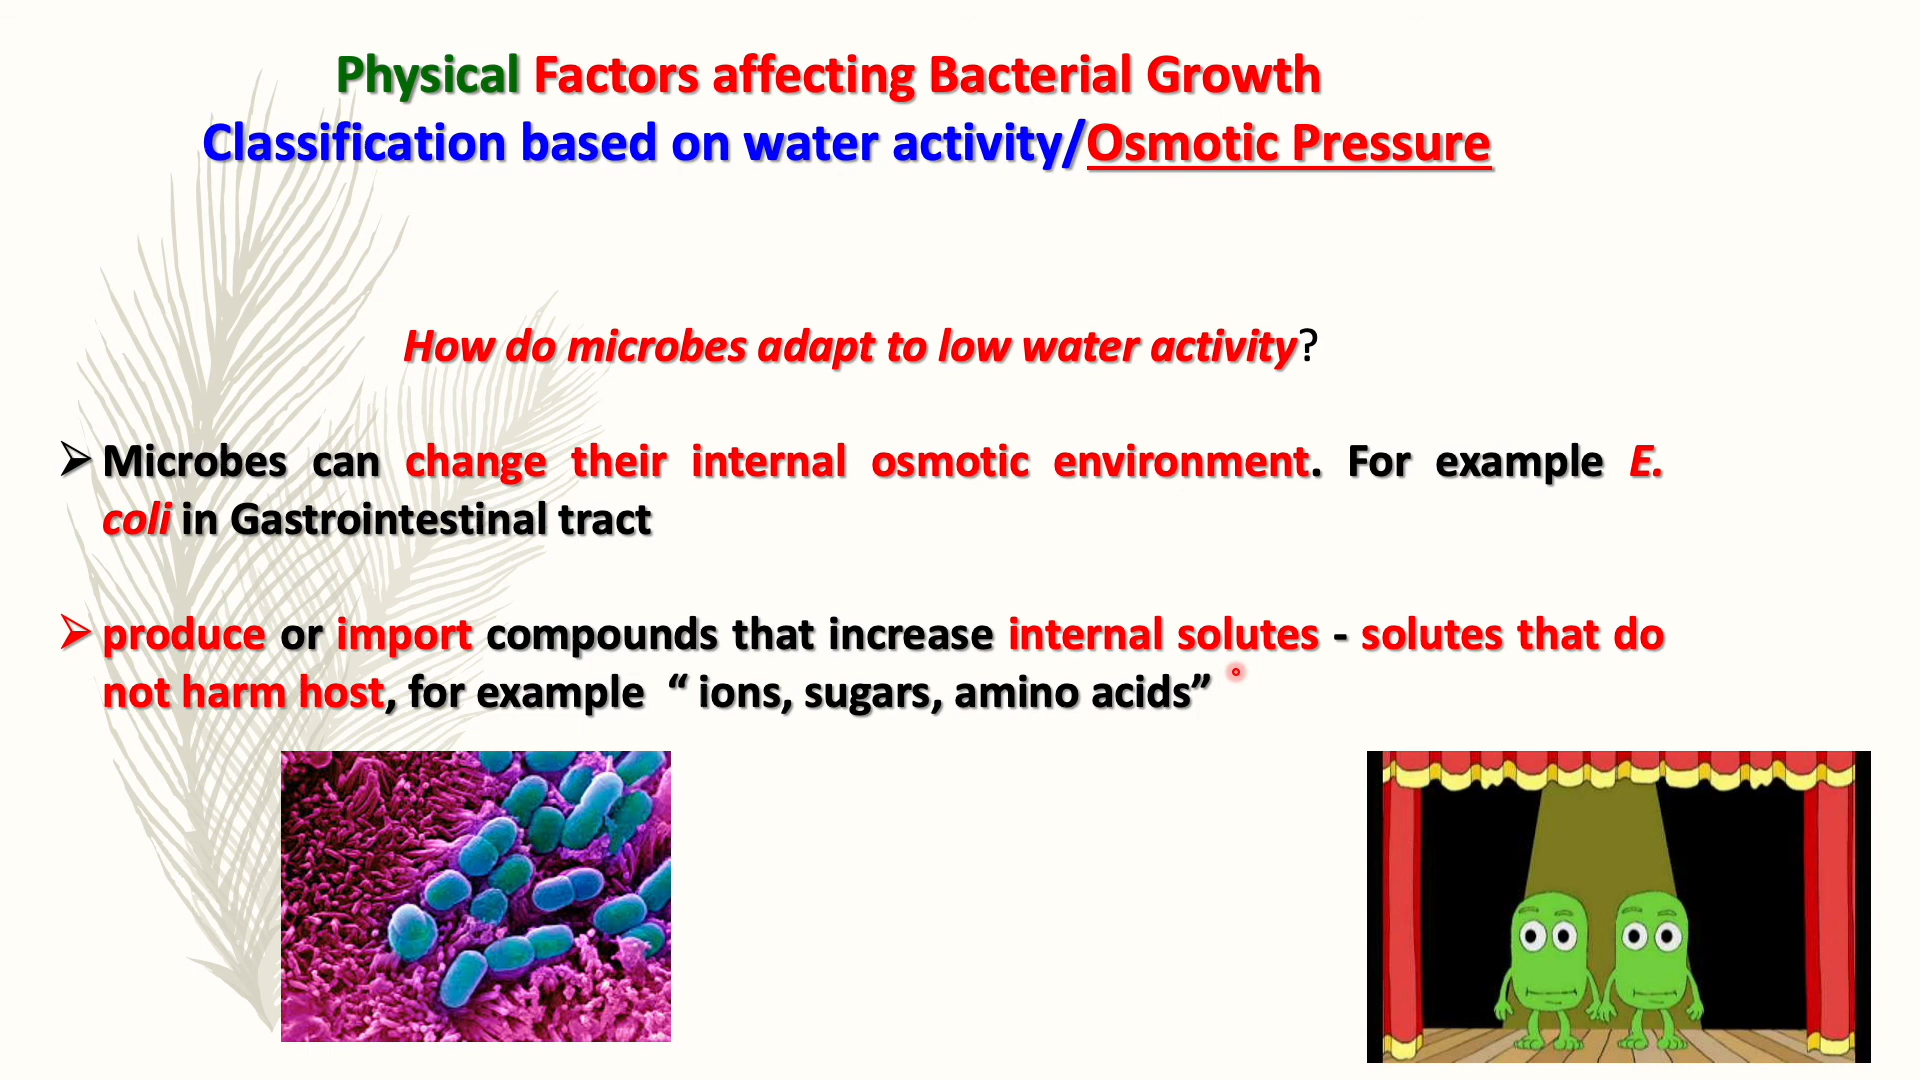 Physical Factors affecting Bacterial Growth
Classification based on water activity/Osmotic Pressure
How do microbes adapt to low water activity?
➢ Microbes can change their internal osmotic environment. For example E.
coli in Gastrointestinal tract
➢ produce or import compounds that increase internal solutes - solutes that do
not harm host, for example “ ions, sugars, amino acids”